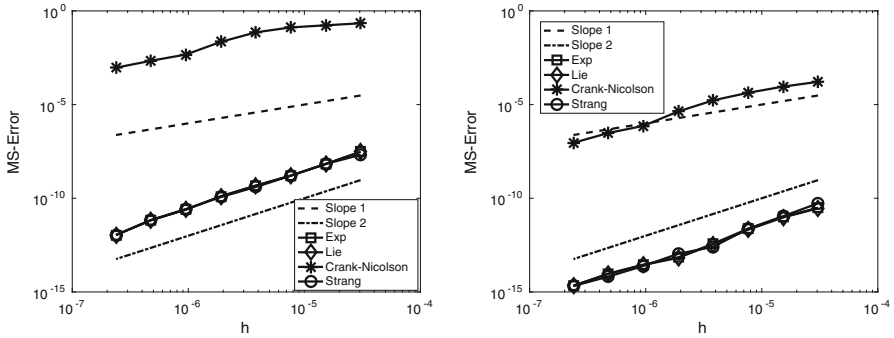 10^0
10^-5
10^-10
10^-15
MS-Error
Slope 1
Slope 2
Exp
Lie
Crank-Nicolson
Strang
10^-7
10^-6
10^-5
10^-4
h
10^0
10^-5
10^-10
10^-15
MS-Error
Slope 1
Slope 2
Exp
Lie
Crank-Nicolson
Strang
10^-7
10^-6
10^-5
10^-4
h